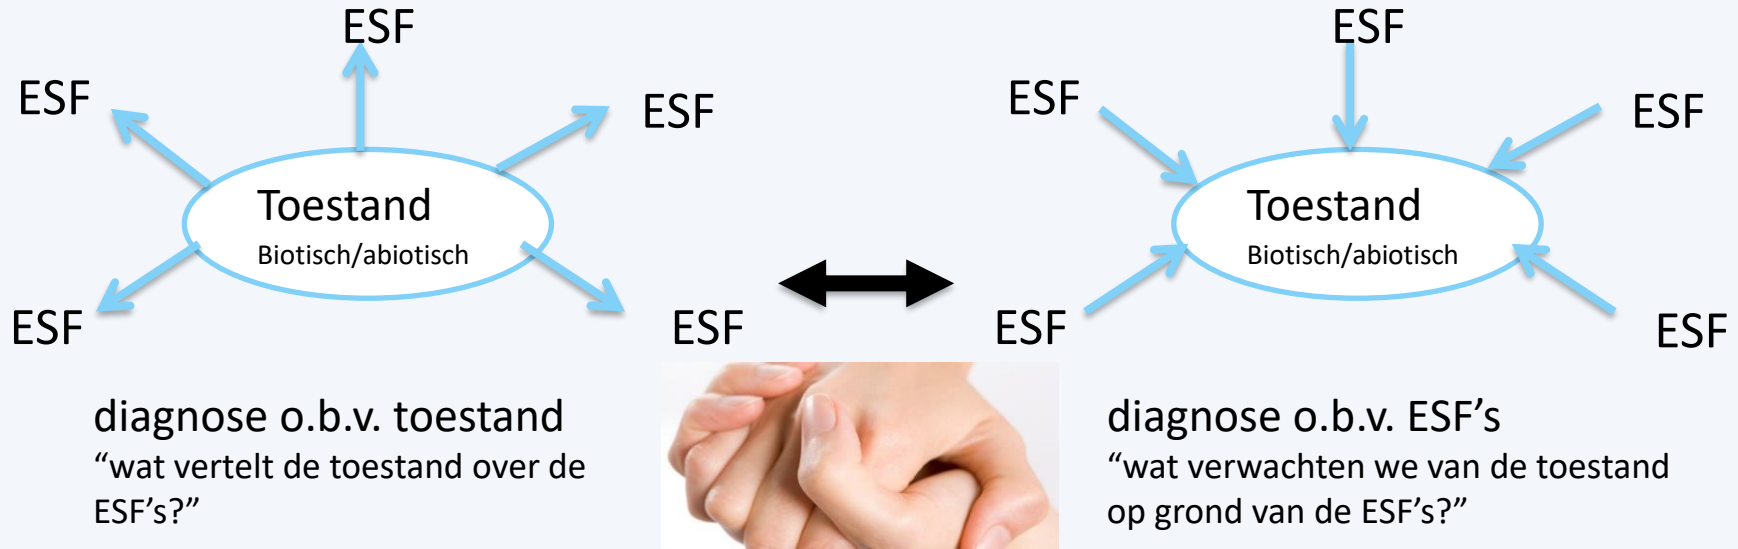 ESF
ESF
ESF
Toestand
Biotisch/abiotisch
ESF
ESF
diagnose o.b.v. toestand
“wat vertelt de toestand over de
ESF’s?”
ESF
ESF
ESF
Toestand
Biotisch/abiotisch
ESF
ESF
diagnose o.b.v. ESF’s
“wat verwachten we van de toestand
op grond van de ESF’s?”